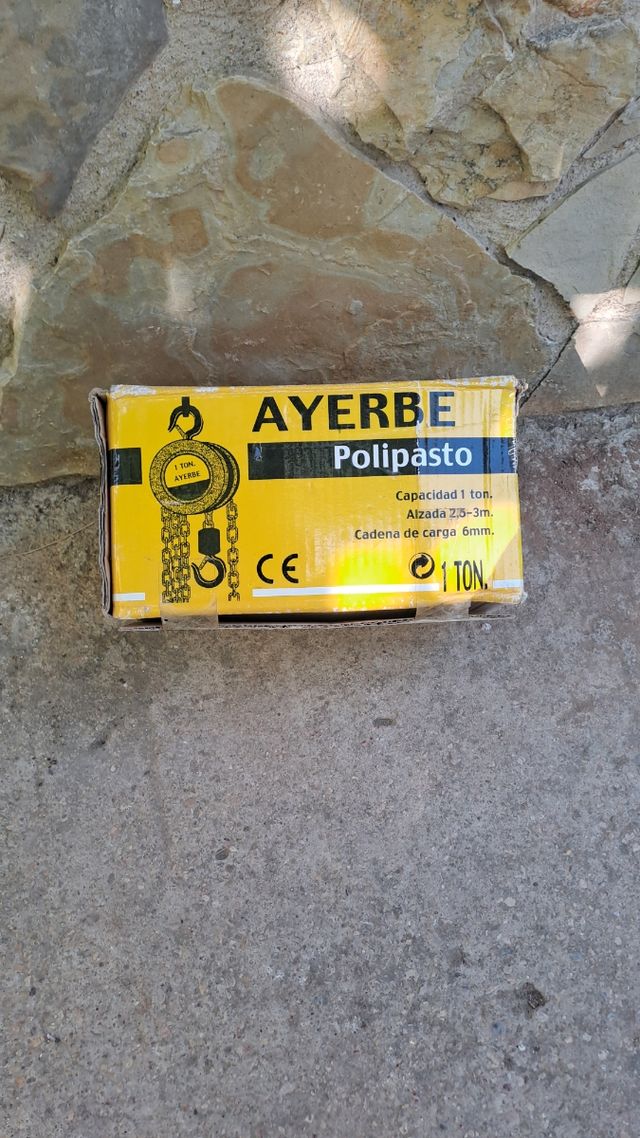 AYERBE
Polipasto
1 TON.
AYERBE
Capacidad 1 ton.
Alzada 2,5-3m.
Cadena de carga 6mm.
CE
1 TON.